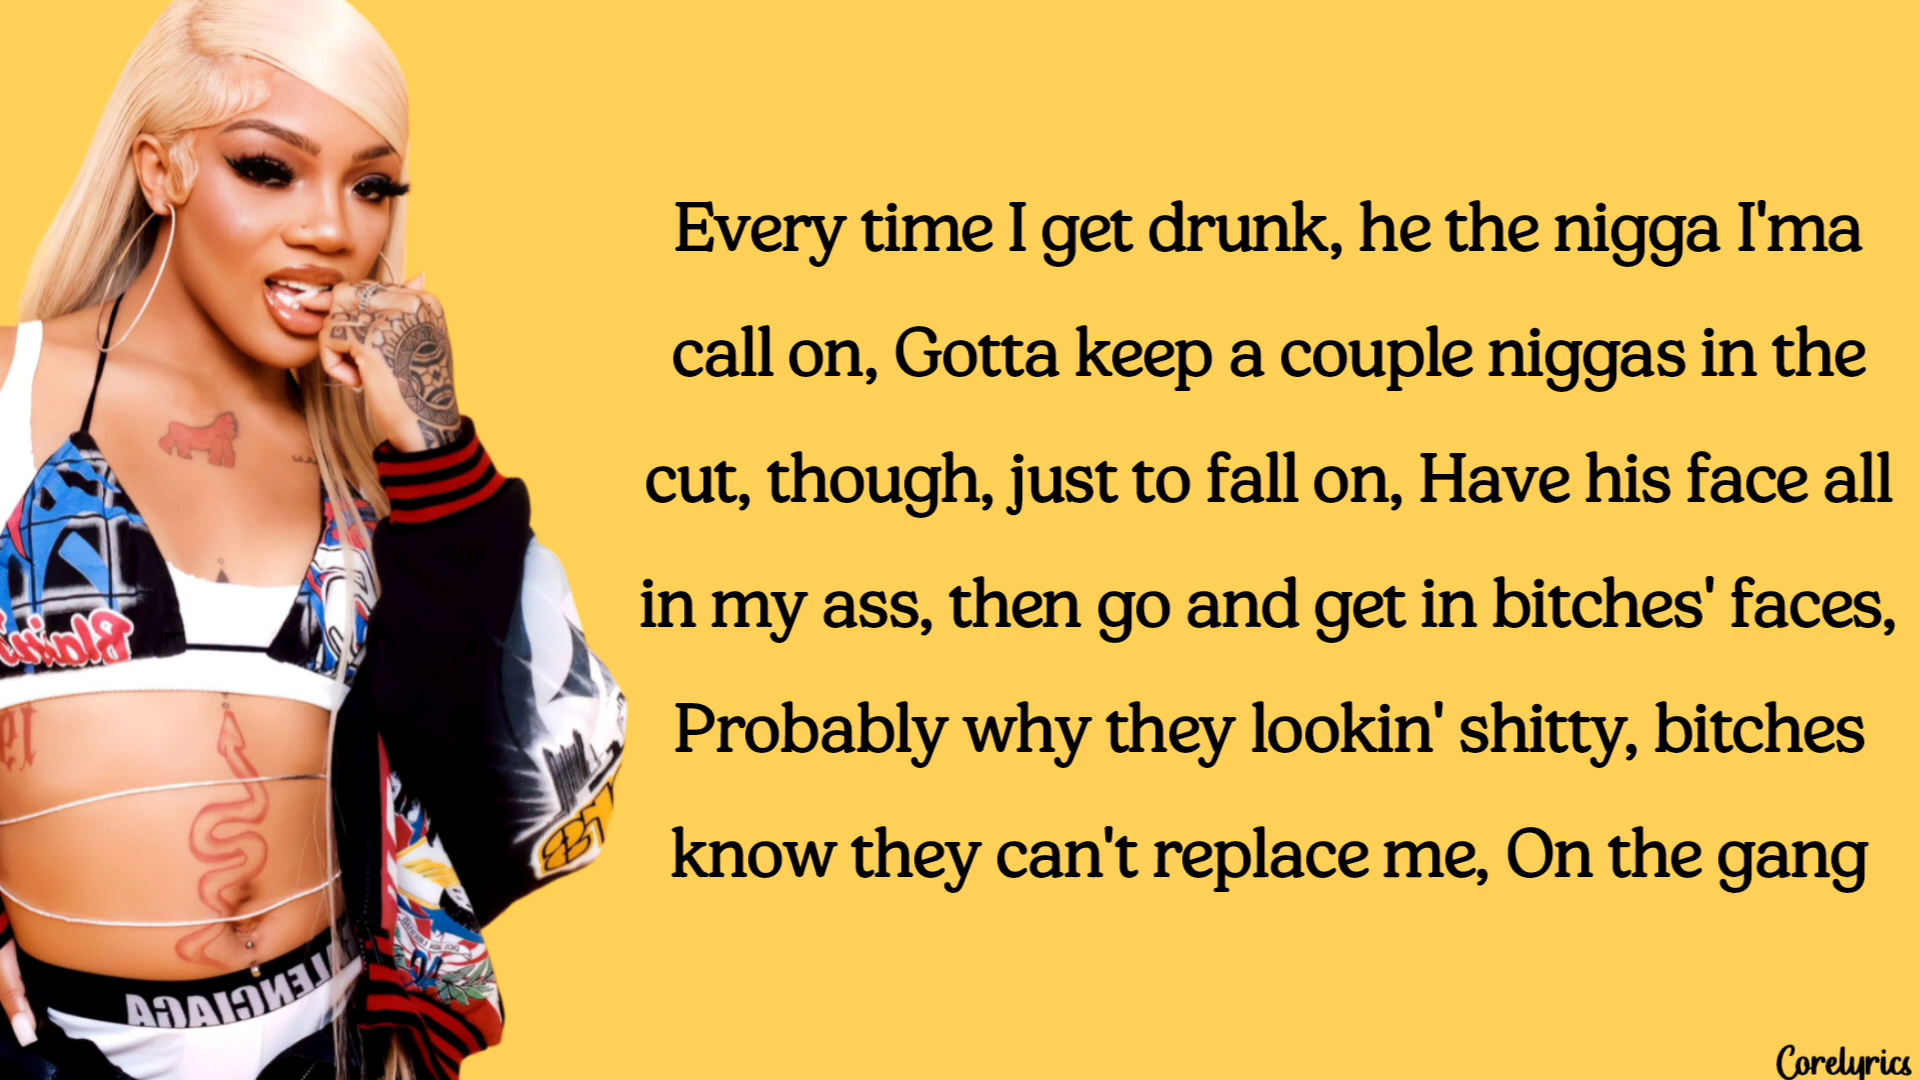 Every time I get drunk, he the nigga I'ma
call on, Gotta keep a couple niggas in the
cut, though, just to fall on, Have his face all
in my ass, then go and get in bitches' faces,
Probably why they lookin' shitty, bitches
know they can't replace me, On the gang
BALENCIAGA
Corelyrics